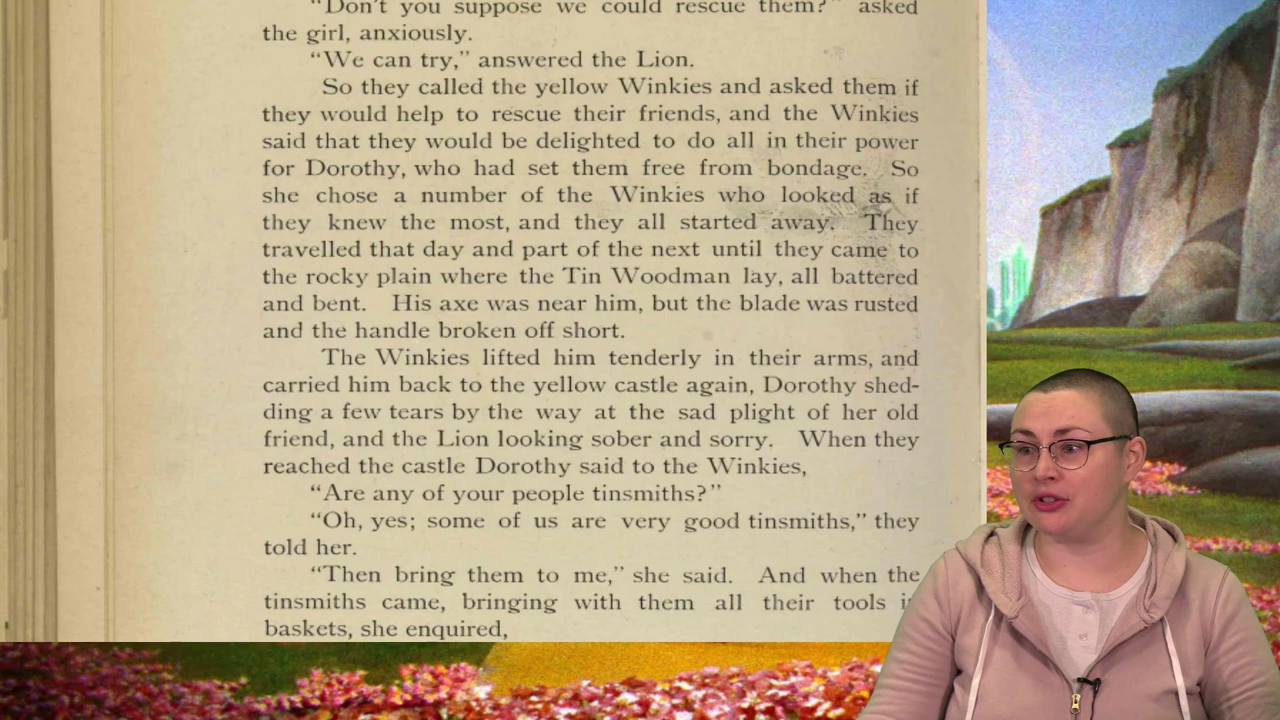 “Don’t you suppose we could rescue them?” asked
the girl, anxiously.
“We can try,” answered the Lion.
So they called the yellow Winkies and asked them if
they would help to rescue their friends, and the Winkies
said that they would be delighted to do all in their power
for Dorothy, who had set them free from bondage. So
she chose a number of the Winkies who looked as if
they knew the most, and they all started away. They
travelled that day and part of the next until they came to
the rocky plain where the Tin Woodman lay, all battered
and bent. His axe was near him, but the blade was rusted
and the handle broken off short.
The Winkies lifted him tenderly in their arms, and
carried him back to the yellow castle again, Dorothy shed-
ding a few tears by the way at the sad plight of her old
friend, and the Lion looking sober and sorry. When they
reached the castle Dorothy said to the Winkies,
“Are any of your people tinsmiths?”
“Oh, yes; some of us are very good tinsmiths,” they
told her.
“Then bring them to me,” she said. And when the
tinsmiths came, bringing with them all their tools
baskets, she enquired,